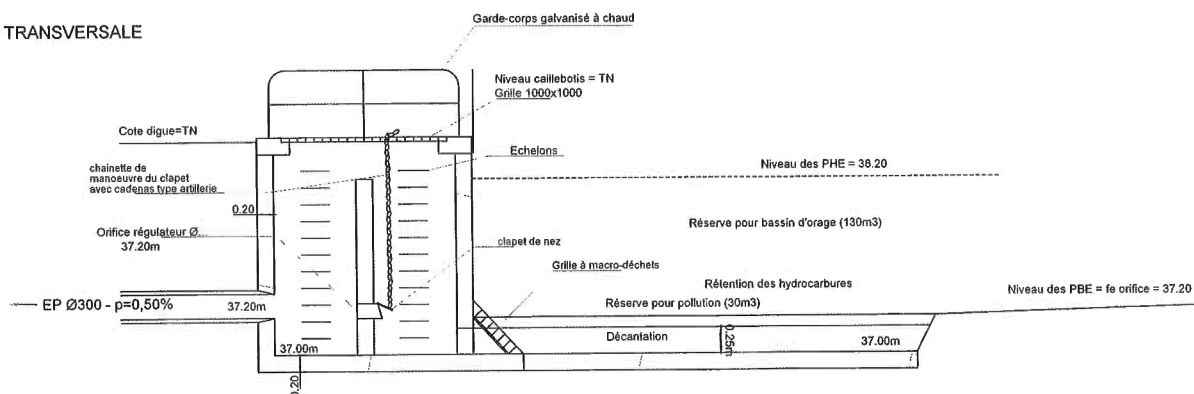 Garde-corps galvanisé à chaud
TRANSVERSALE
Niveau caillebotis = TN
Grille 1000x1000
Cote digue=TN
Echelons
Niveau des PHE = 38.20
chainette de
manoeuvre du clapet
avec cadenas type artillerie
0.20
Réserve pour bassin d'orage (130m3)
Orifice régulateur Ø...
37.20m
clapet de nez
Grille à macro-déchets
Rétention des hydrocarbures
Niveau des PBE = fe orifice = 37.20
EP Ø300 - p=0,50%
37.20m
Réserve pour pollution (30m3)
Décantation
0.25m
37.00m
37.00m
0.20